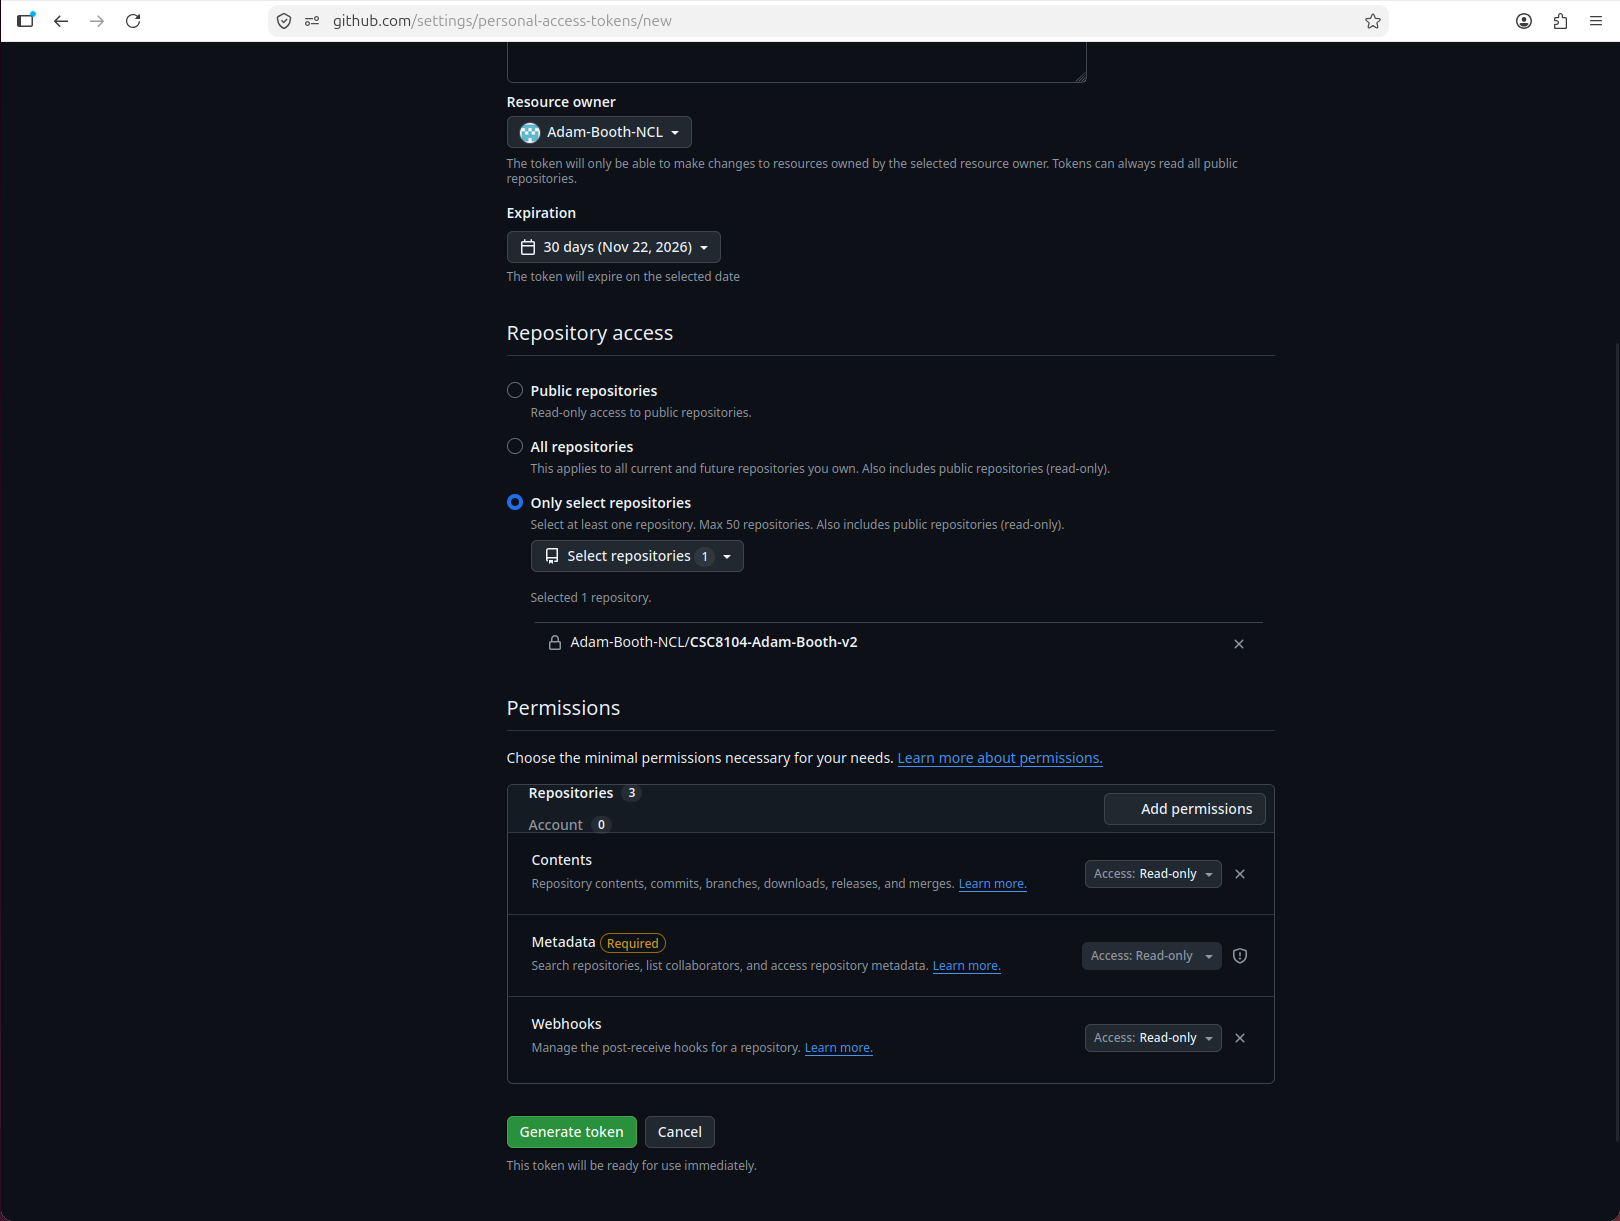 github.com/settings/personal-access-tokens/new
Resource owner
Adam-Booth-NCL
The token will only be able to make changes to resources owned by the selected resource owner. Tokens can always read all public
repositories.
Expiration
30 days (Nov 22, 2026)
The token will expire on the selected date
Repository access
Public repositories
Read-only access to public repositories.
All repositories
This applies to all current and future repositories you own. Also includes public repositories (read-only).
Only select repositories
Select at least one repository. Max 50 repositories. Also includes public repositories (read-only).
Select repositories 1
Selected 1 repository.
Adam-Booth-NCL/CSC8104-Adam-Booth-v2
Permissions
Choose the minimal permissions necessary for your needs. Learn more about permissions.
Repositories 3
Account 0
Add permissions
Contents
Repository contents, commits, branches, downloads, releases, and merges. Learn more.
Access: Read-only
Metadata Required
Search repositories, list collaborators, and access repository metadata. Learn more.
Access: Read-only
Webhooks
Manage the post-receive hooks for a repository. Learn more.
Access: Read-only
Generate token
Cancel
This token will be ready for use immediately.